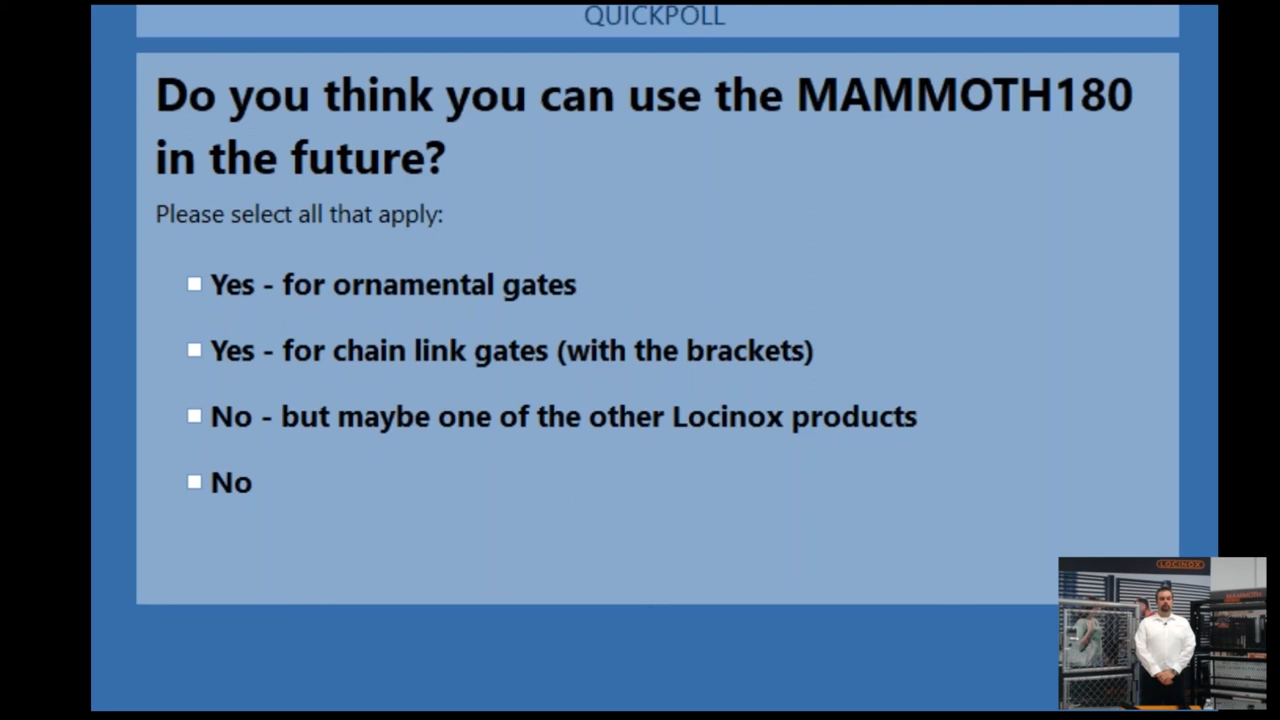 QUICKPOLL
Do you think you can use the MAMMOTH180
in the future?
Please select all that apply:
Yes - for ornamental gates
Yes - for chain link gates (with the brackets)
No - but maybe one of the other Locinox products
No
LOCINOX
MAMMOTH